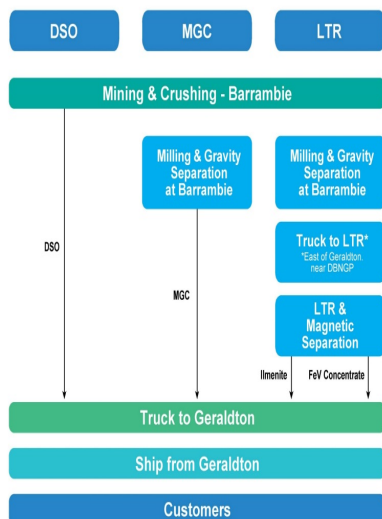 DSO
MGC
LTR
Mining & Crushing - Barrambie
Milling & Gravity
Separation
at Barrambie
Milling & Gravity
Separation
at Barrambie
Truck to LTR*
*East of Geraldton.
near DBNGP
DSO
MGC
LTR &
Magnetic
Separation
Ilmenite
FeV Concentrate
Truck to Geraldton
Ship from Geraldton
Customers